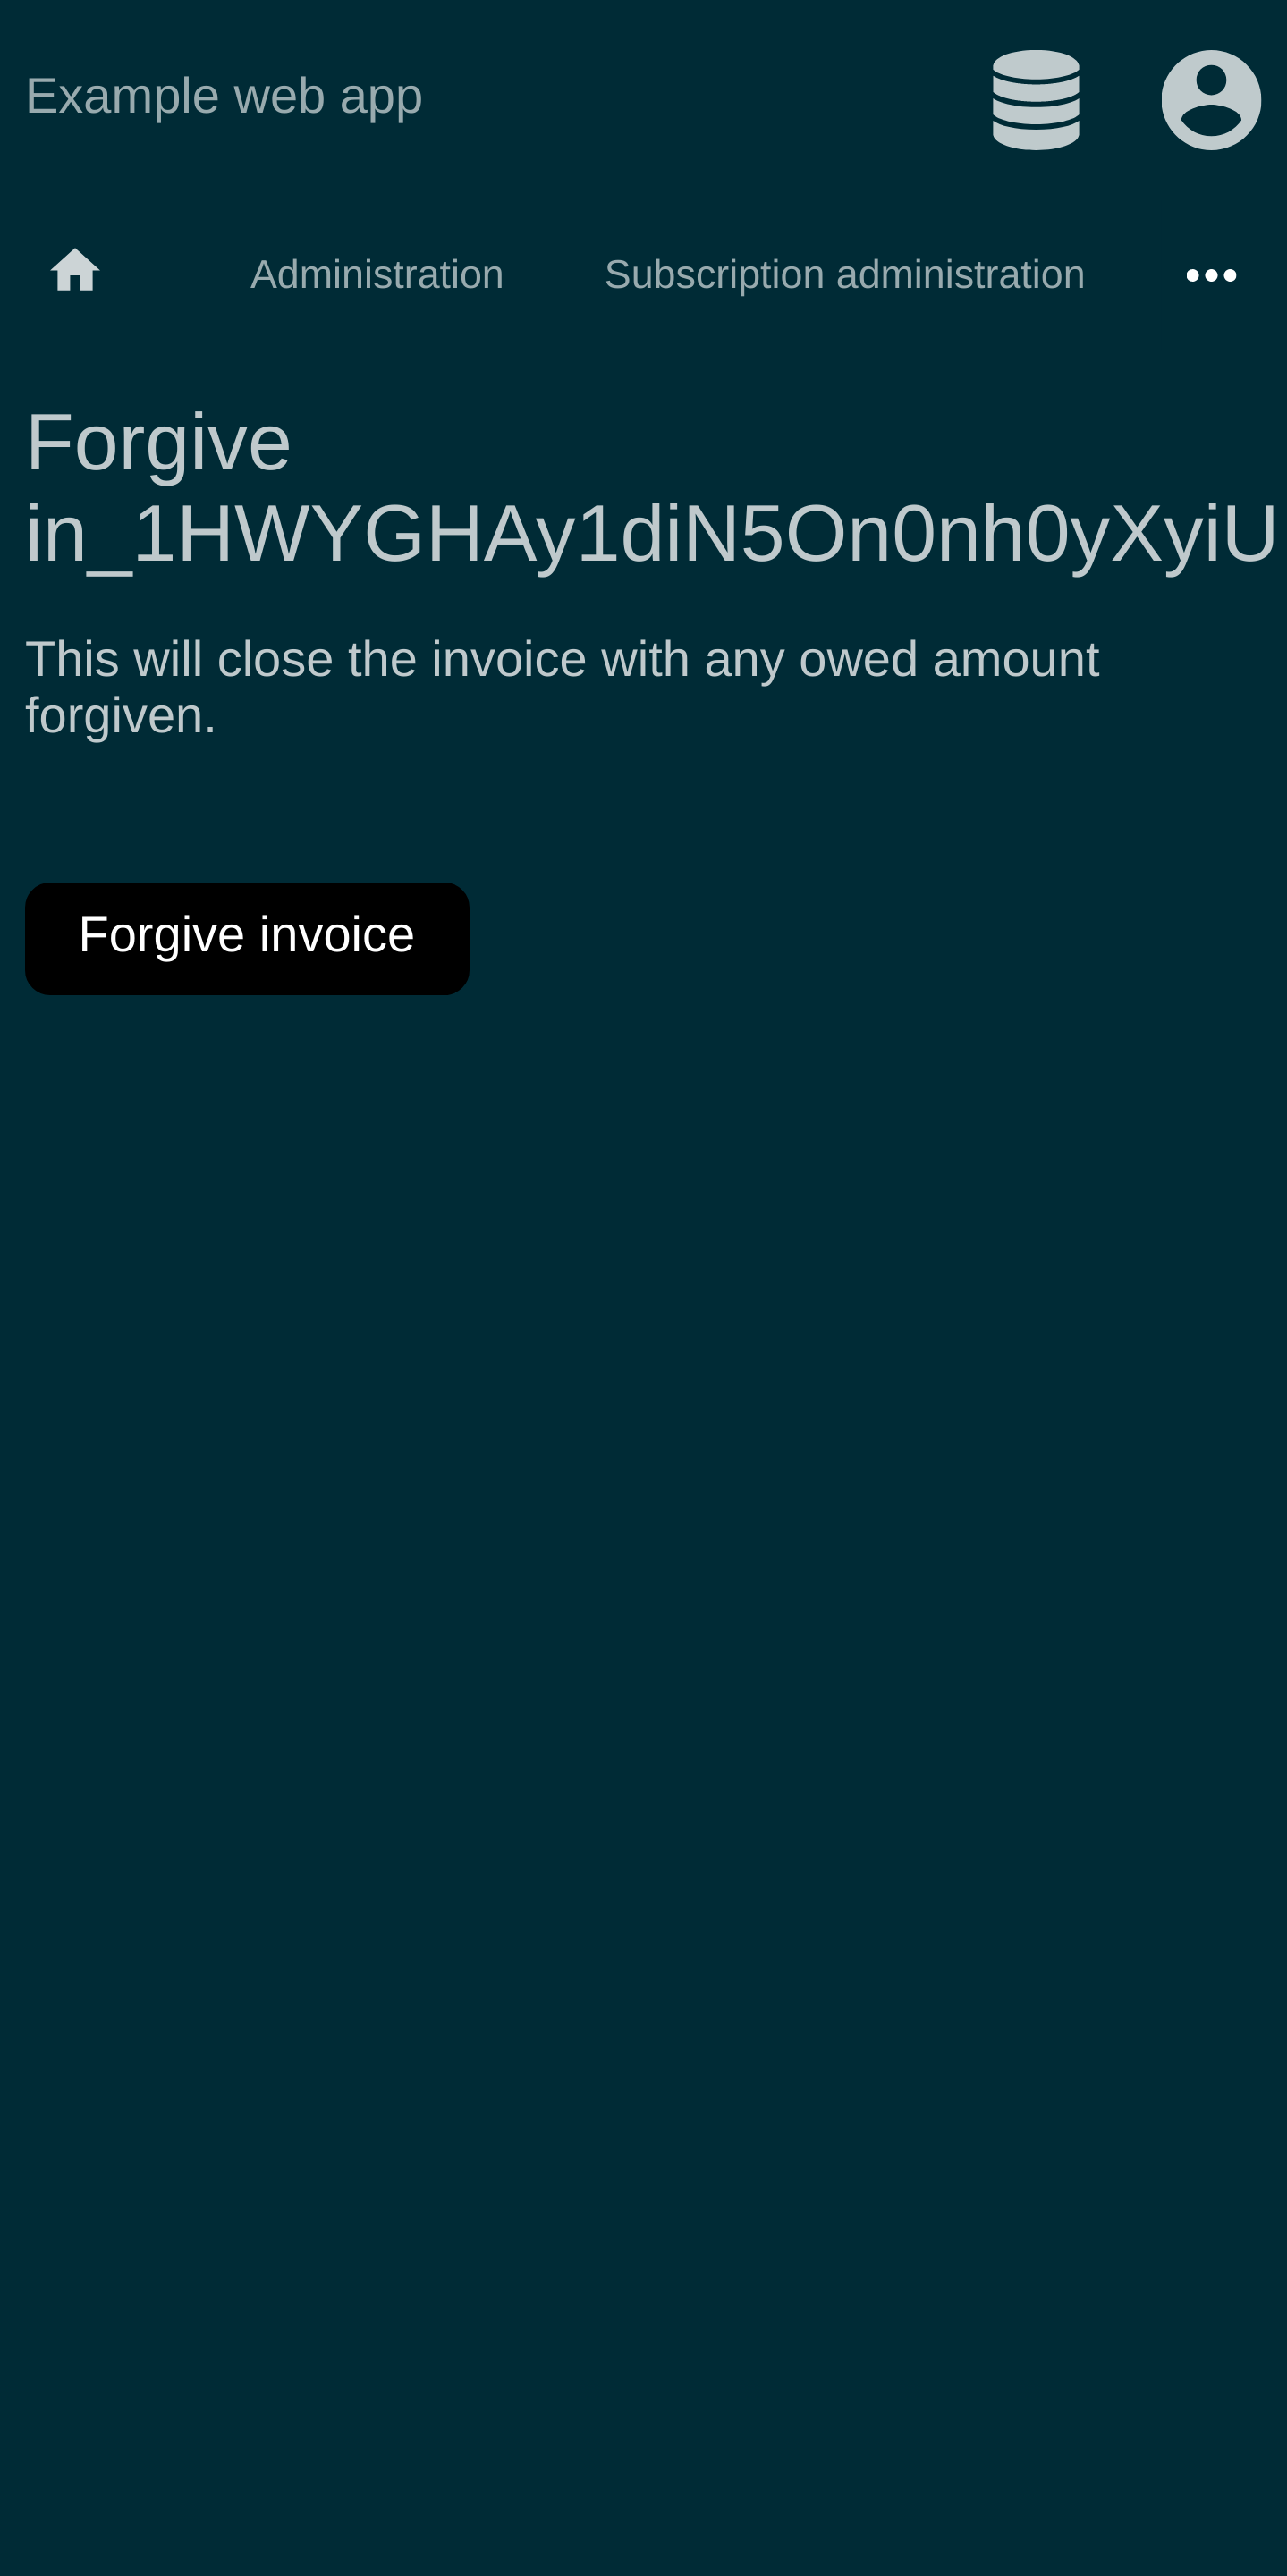 Example web app
Administration Subscription administration
Forgive
in_1HWYGHAy1diN5On0nh0yXyiU
This will close the invoice with any owed amount
forgiven.
Forgive invoice